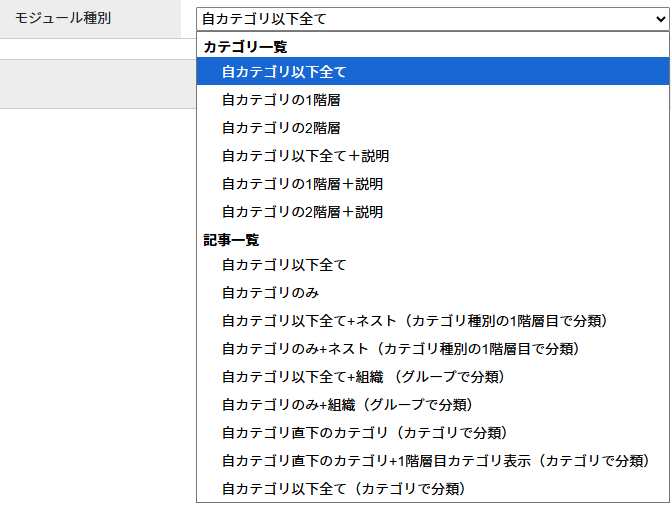 モジュール種別
自カテゴリ以下全て
カテゴリ一覧
自カテゴリ以下全て
自カテゴリの1階層
自カテゴリの2階層
自カテゴリ以下全て＋説明
自カテゴリの1階層＋説明
自カテゴリの2階層＋説明
記事一覧
自カテゴリ以下全て
自カテゴリのみ
自カテゴリ以下全て+ネスト（カテゴリ種別の1階層目で分類）
自カテゴリのみ+ネスト（カテゴリ種別の1階層目で分類）
自カテゴリ以下全て+組織 （グループで分類）
自カテゴリのみ+組織（グループで分類）
自カテゴリ直下のカテゴリ（カテゴリで分類）
自カテゴリ直下のカテゴリ+1階層目カテゴリ表示（カテゴリで分類）
自カテゴリ以下全て（カテゴリで分類）